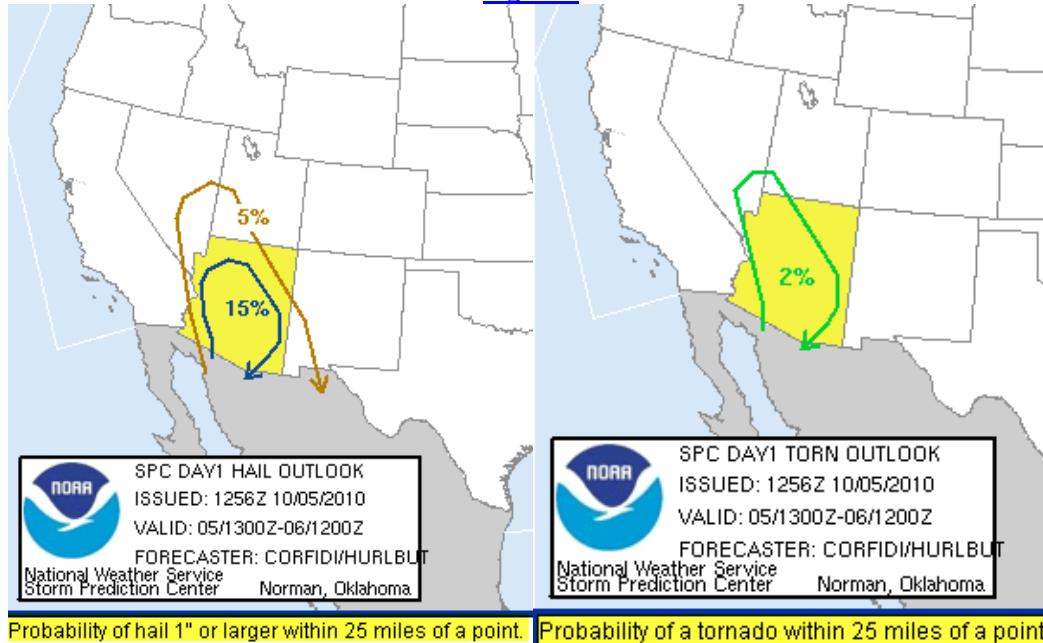 5%
15%
NOAA
SPC DAY1 HAIL OUTLOOK
ISSUED: 1256Z 10/05/2010
VALID: 05/1300Z-06/1200Z
FORECASTER: CORFIDI/HURLBUT
National Weather Service
Storm Prediction Center Norman, Oklahoma
Probability of hail 1" or larger within 25 miles of a point.
2%
NOAA
SPC DAY1 TORN OUTLOOK
ISSUED: 1256Z 10/05/2010
VALID: 05/1300Z-06/1200Z
FORECASTER: CORFIDI/HURLBUT
National Weather Service
Storm Prediction Center Norman, Oklahoma
Probability of a tornado within 25 miles of a point